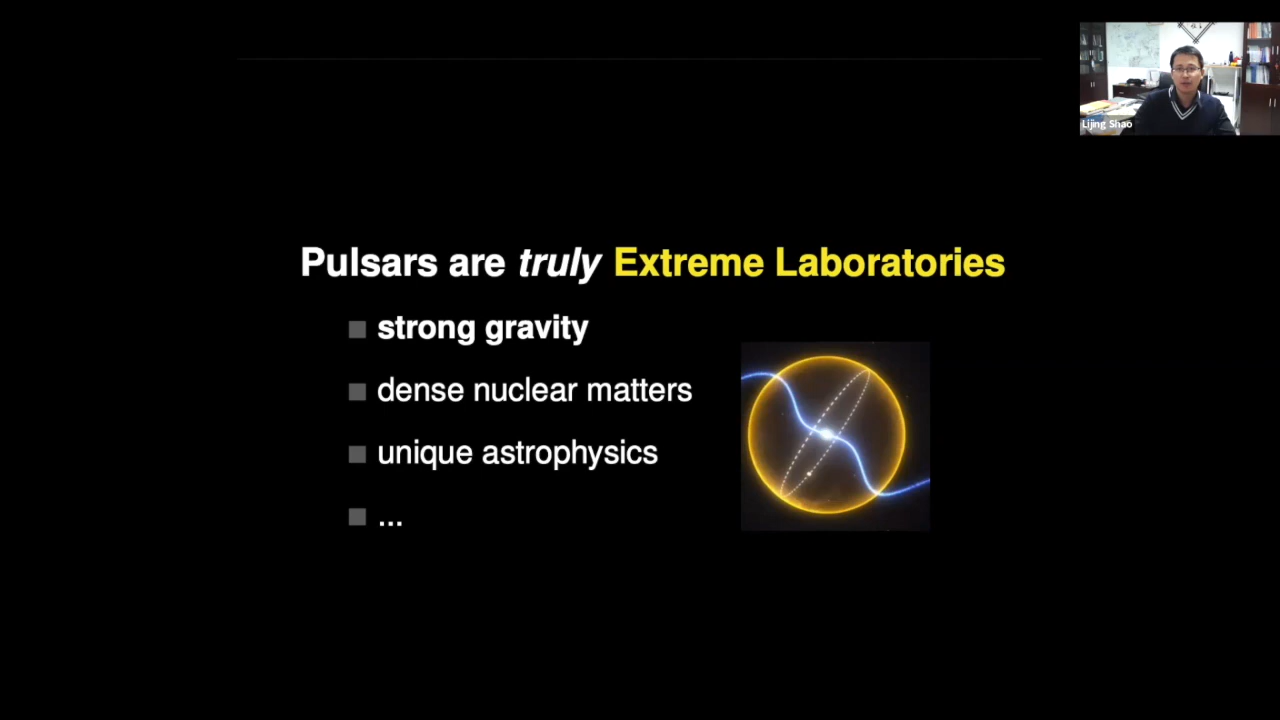 Lijing Shao
Pulsars are truly Extreme Laboratories
strong gravity
dense nuclear matters
unique astrophysics
...